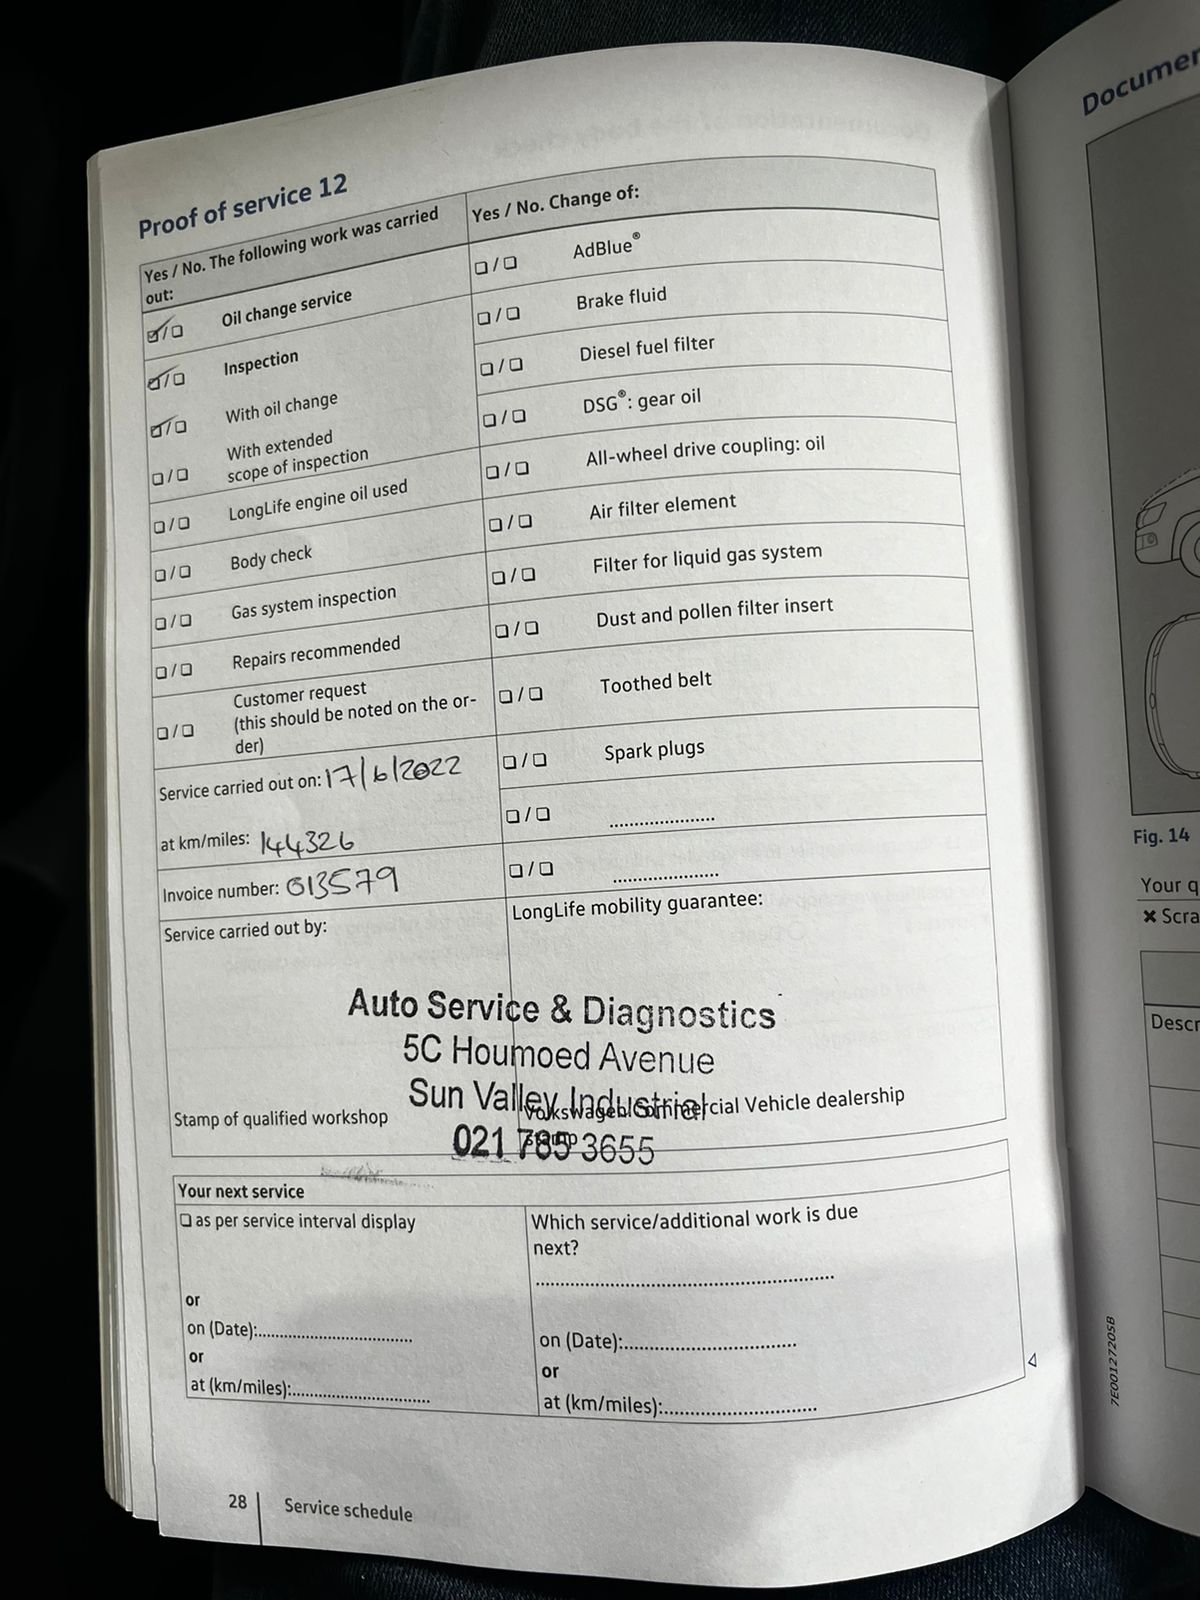 Documen
Proof of service 12
Yes / No. The following work was carried
out:
Yes / No. Change of:
☑/❑ Oil change service
☑/❑ Inspection
☑/❑ With oil change
❑/❑ With extended
scope of inspection
❑/❑ LongLife engine oil used
❑/❑ Body check
❑/❑ Gas system inspection
❑/❑ Repairs recommended
❑/❑ Customer request
(this should be noted on the or-
der)
Service carried out on: 17/6/2022
at km/miles: 144326
Invoice number: 013579
Service carried out by:
❑/❑ AdBlue®
❑/❑ Brake fluid
❑/❑ Diesel fuel filter
❑/❑ DSG®: gear oil
❑/❑ All-wheel drive coupling: oil
❑/❑ Air filter element
❑/❑ Filter for liquid gas system
❑/❑ Dust and pollen filter insert
❑/❑ Toothed belt
❑/❑ Spark plugs
❑/❑ ...................
❑/❑ ...................
LongLife mobility guarantee:
Auto Service & Diagnostics
5C Houmoed Avenue
Sun Valley Industrial
021 785 3655
Stamp of qualified workshop
Volkswagen Commercial Vehicle dealership
stamp
Your next service
❑ as per service interval display
or
on (Date):............................
or
at (km/miles):.........................
Which service/additional work is due
next?
......................................................
on (Date):................................
or
at (km/miles):............................
28 Service schedule
Fig. 14
Your q
✖ Scra
Descr
7E0012720SB